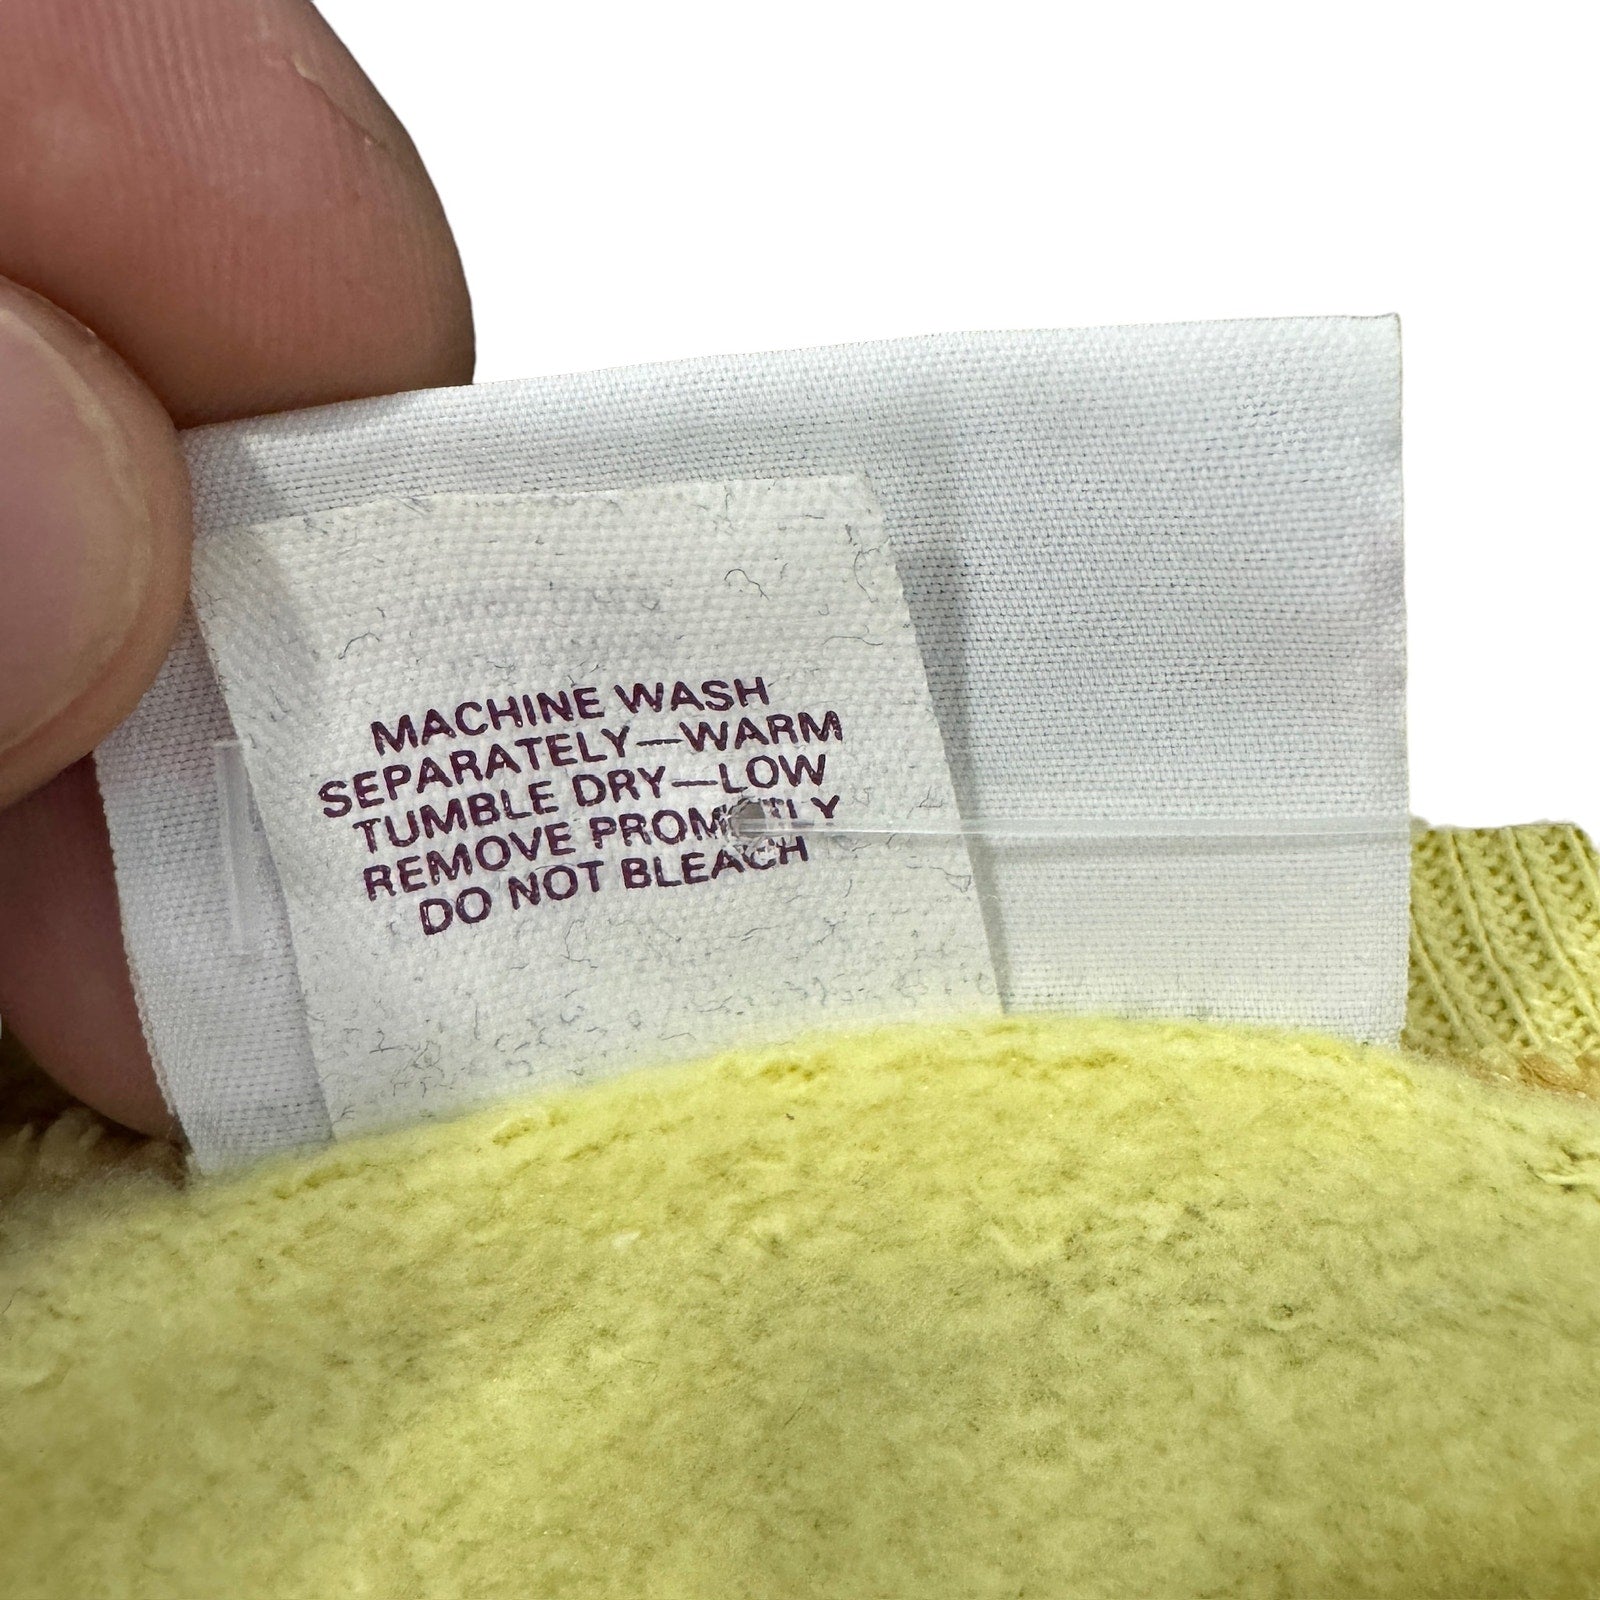 MACHINE WASH
SEPARATELY—WARM
TUMBLE DRY—LOW
REMOVE PROMPTLY
DO NOT BLEACH